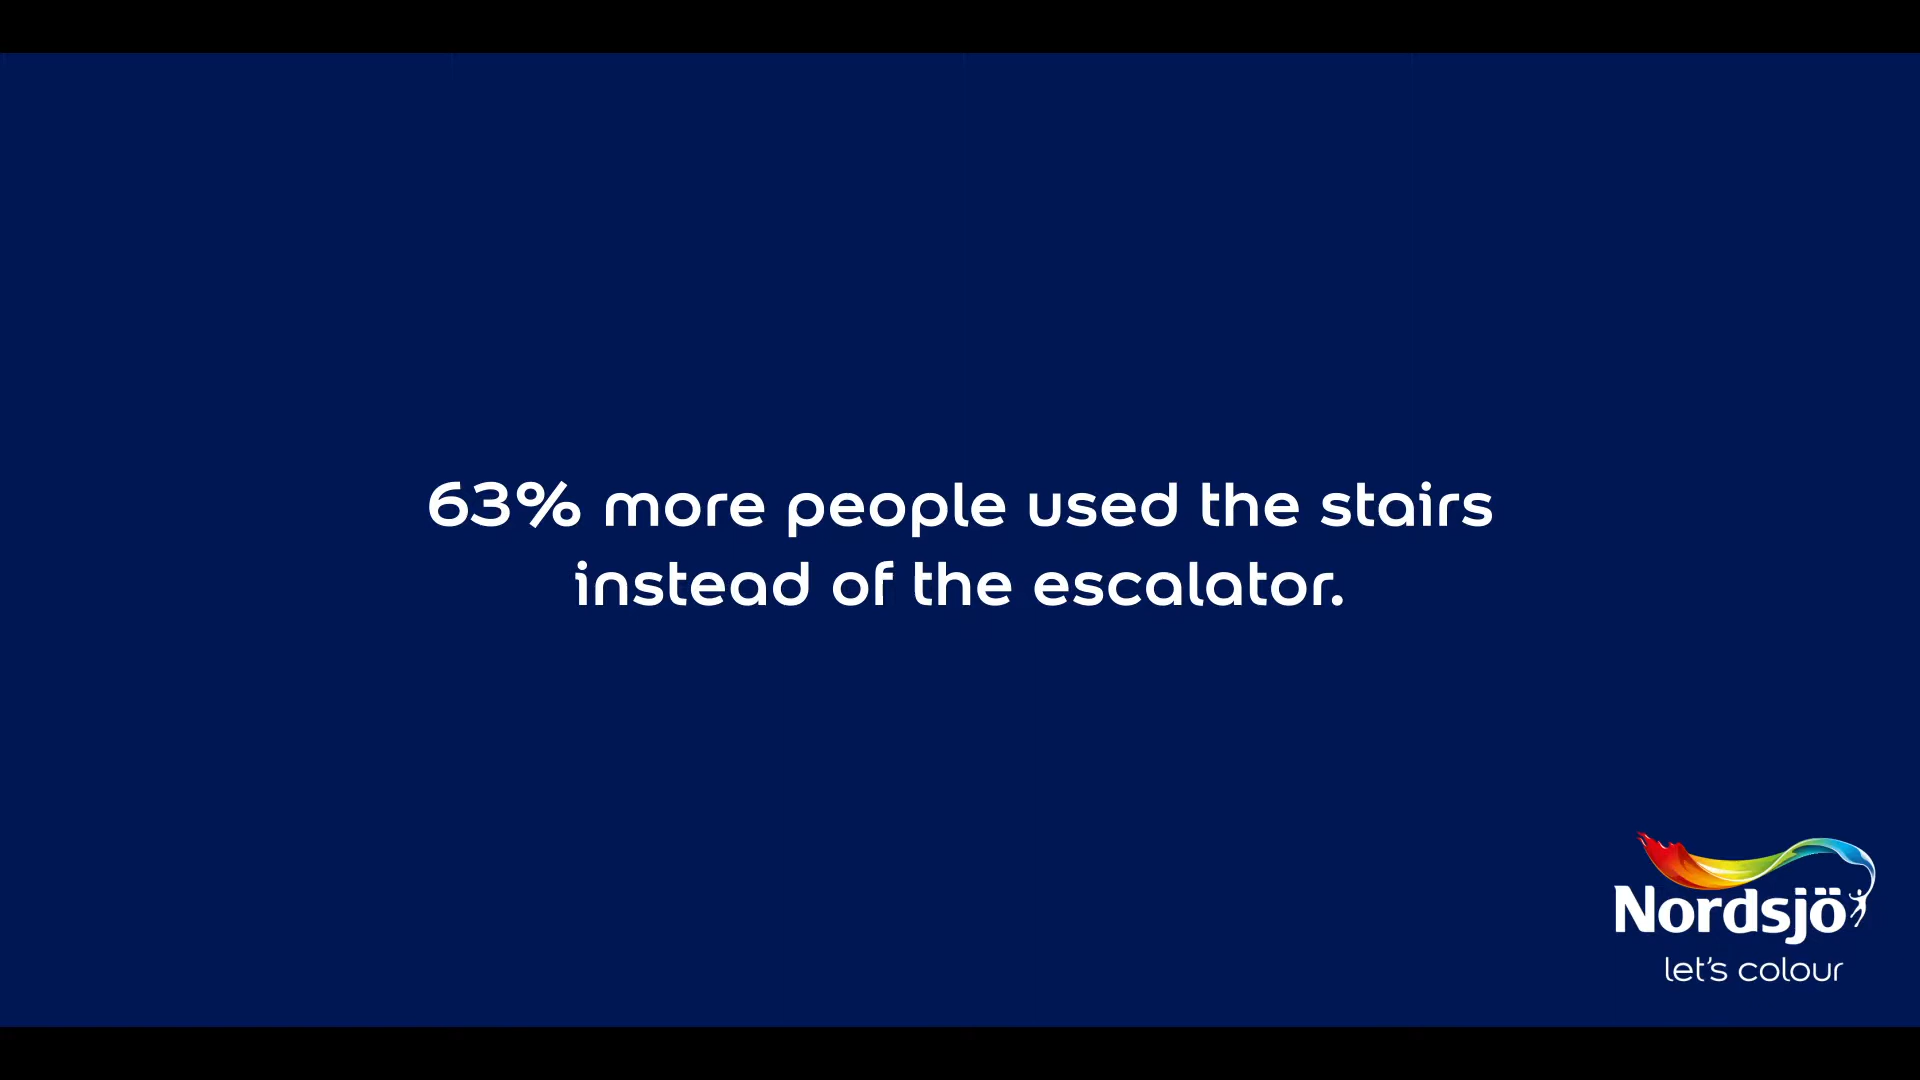 63% more people used the stairs
instead of the escalator.
Nordsjö
let's colour